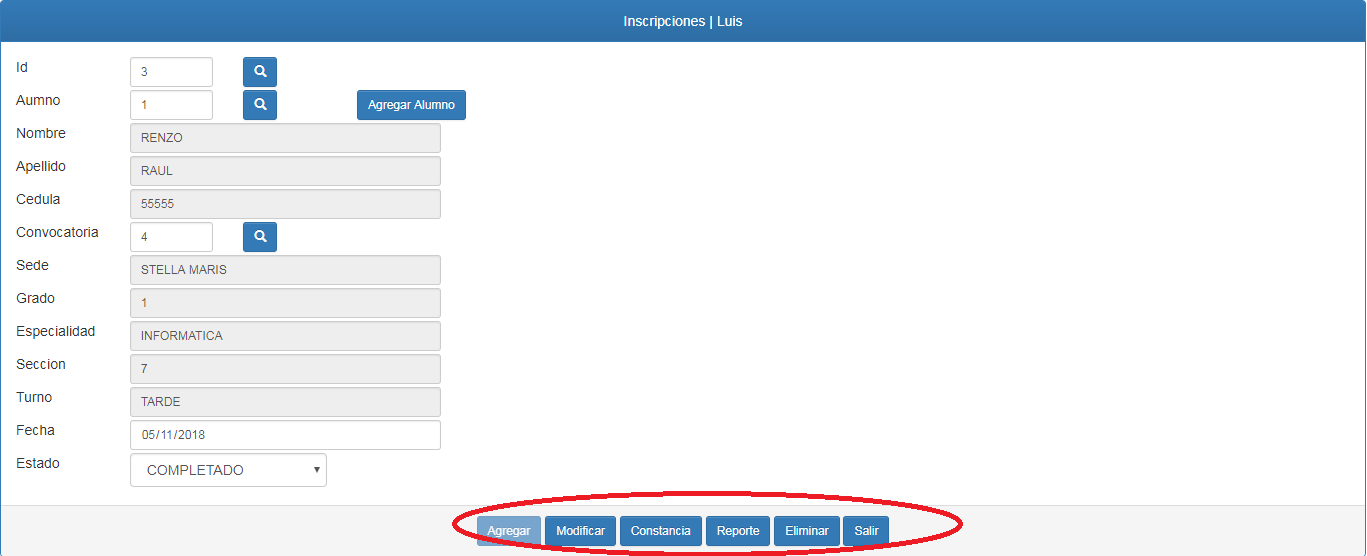 Inscripciones | Luis
Id 3
Aumno 1 Agregar Alumno
Nombre RENZO
Apellido RAUL
Cedula 55555
Convocatoria 4
Sede STELLA MARIS
Grado 1
Especialidad INFORMATICA
Seccion 7
Turno TARDE
Fecha 05/11/2018
Estado COMPLETADO
Agregar Modificar Constancia Reporte Eliminar Salir